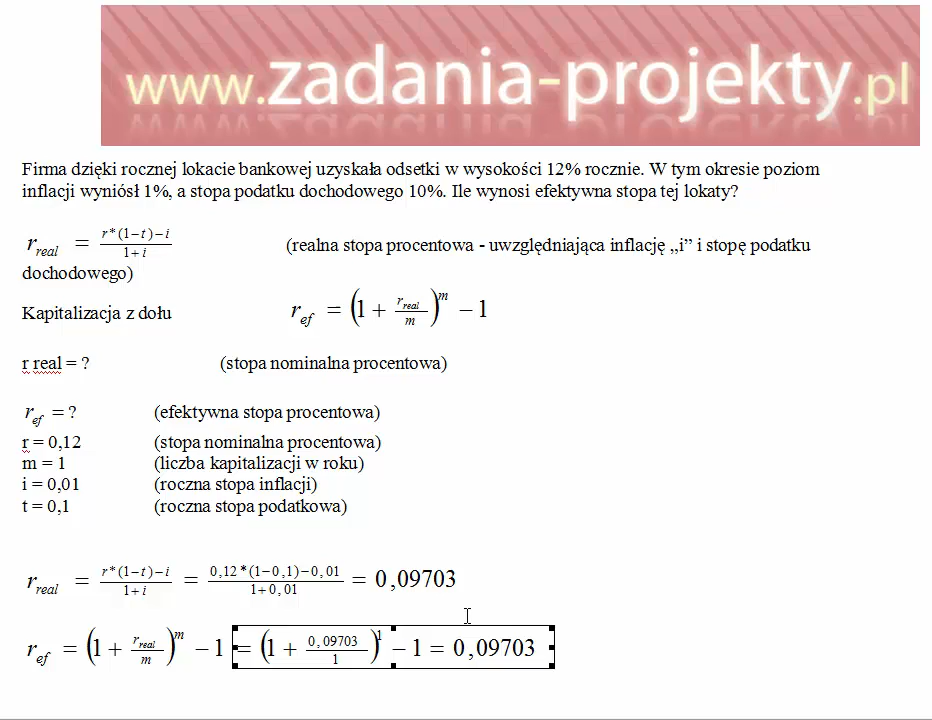 www.zadania-projekty.pl
Firma dzięki rocznej lokacie bankowej uzyskała odsetki w wysokości 12% rocznie. W tym okresie poziom
inflacji wyniósł 1%, a stopa podatku dochodowego 10%. Ile wynosi efektywna stopa tej lokaty?
r_real = (r*(1−t)−i)/(1+i) (realna stopa procentowa - uwzględniająca inflację „i” i stopę podatku
dochodowego)
Kapitalizacja z dołu r_ef = (1 + r_real/m)^m − 1
r real = ? (stopa nominalna procentowa)
r_ef = ? (efektywna stopa procentowa)
r = 0,12 (stopa nominalna procentowa)
m = 1 (liczba kapitalizacji w roku)
i = 0,01 (roczna stopa inflacji)
t = 0,1 (roczna stopa podatkowa)
r_real = (r*(1−t)−i)/(1+i) = (0,12*(1−0,1)−0,01)/(1+0,01) = 0,09703
r_ef = (1 + r_real/m)^m − 1 = (1 + 0,09703/1)^1 − 1 = 0,09703